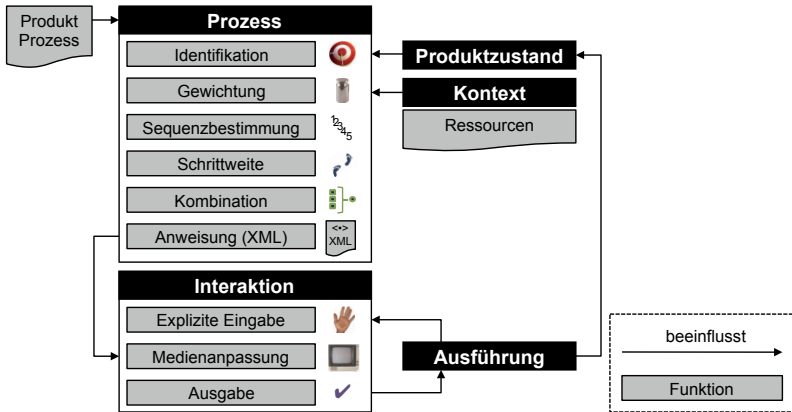 Produkt
Prozess
Prozess
Identifikation
Gewichtung
Sequenzbestimmung
12345
Schrittweite
Kombination
Anweisung (XML)
<•>
XML
Produktzustand
Kontext
Ressourcen
Interaktion
Explizite Eingabe
Medienanpassung
Ausgabe
Ausführung
beeinflusst
Funktion